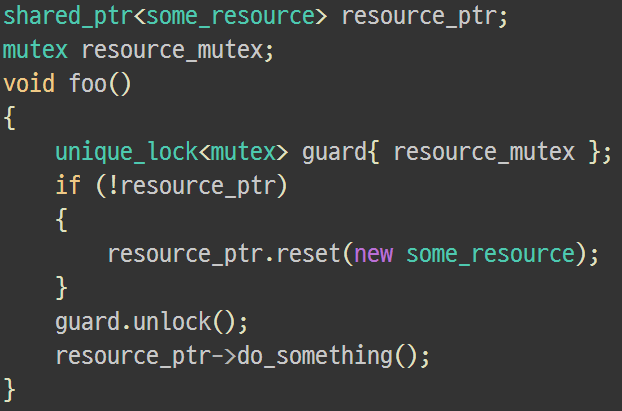 shared_ptr<some_resource> resource_ptr;
mutex resource_mutex;
void foo()
{
    unique_lock<mutex> guard{ resource_mutex };
    if (!resource_ptr)
    {
        resource_ptr.reset(new some_resource);
    }
    guard.unlock();
    resource_ptr->do_something();
}